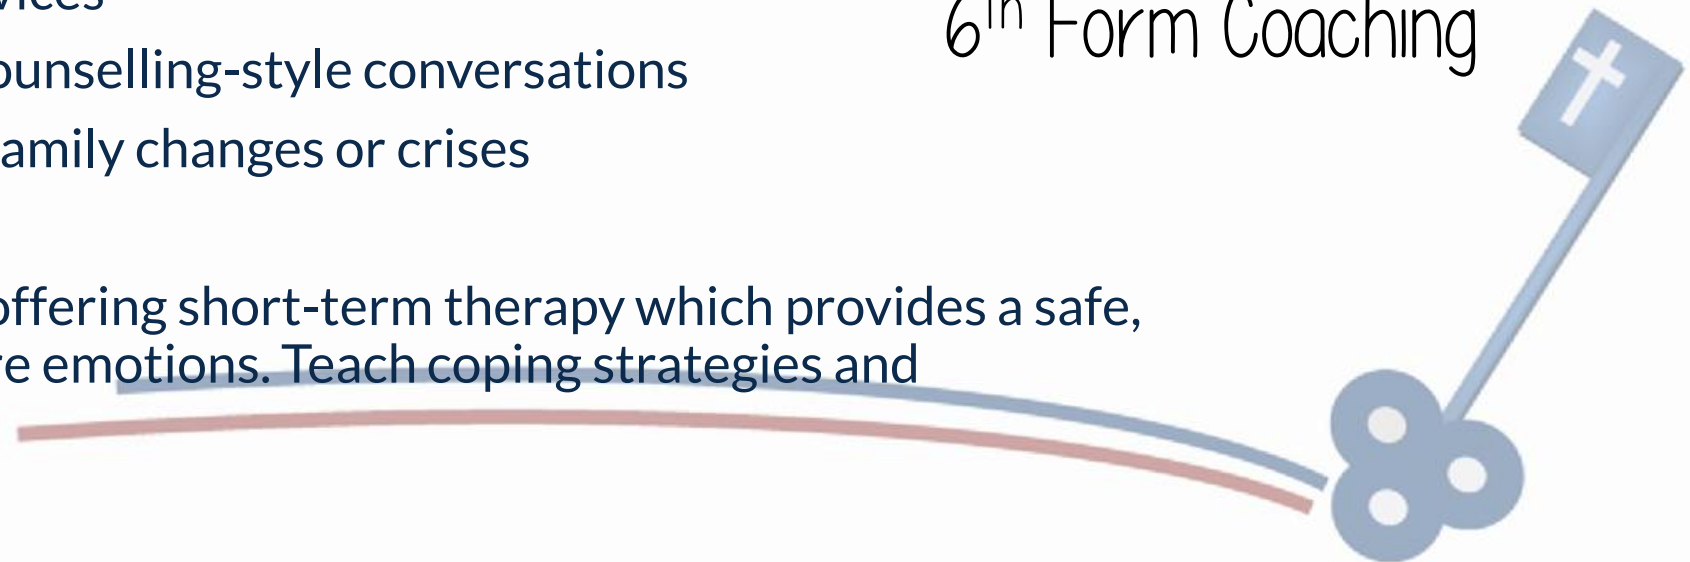 6th Form Coaching
ounselling-style conversations
amily changes or crises
offering short-term therapy which provides a safe,
re emotions. Teach coping strategies and